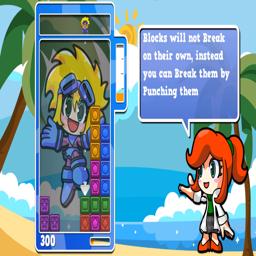 Blocks will not Break
on their own, instead
you can Break them by
Punching them
300